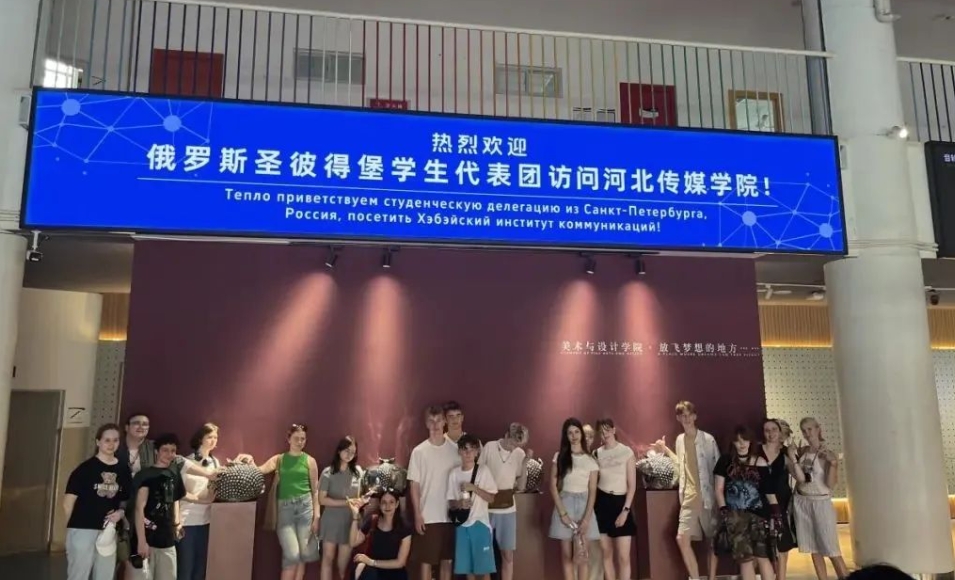 热烈欢迎
俄罗斯圣彼得堡学生代表团访问河北传媒学院！
Тепло приветствуем студенческую делегацию из Санкт-Петербурга,
Россия, посетить Хэбэйский институт коммуникаций!
美术与设计学院·放飞梦想的地方……